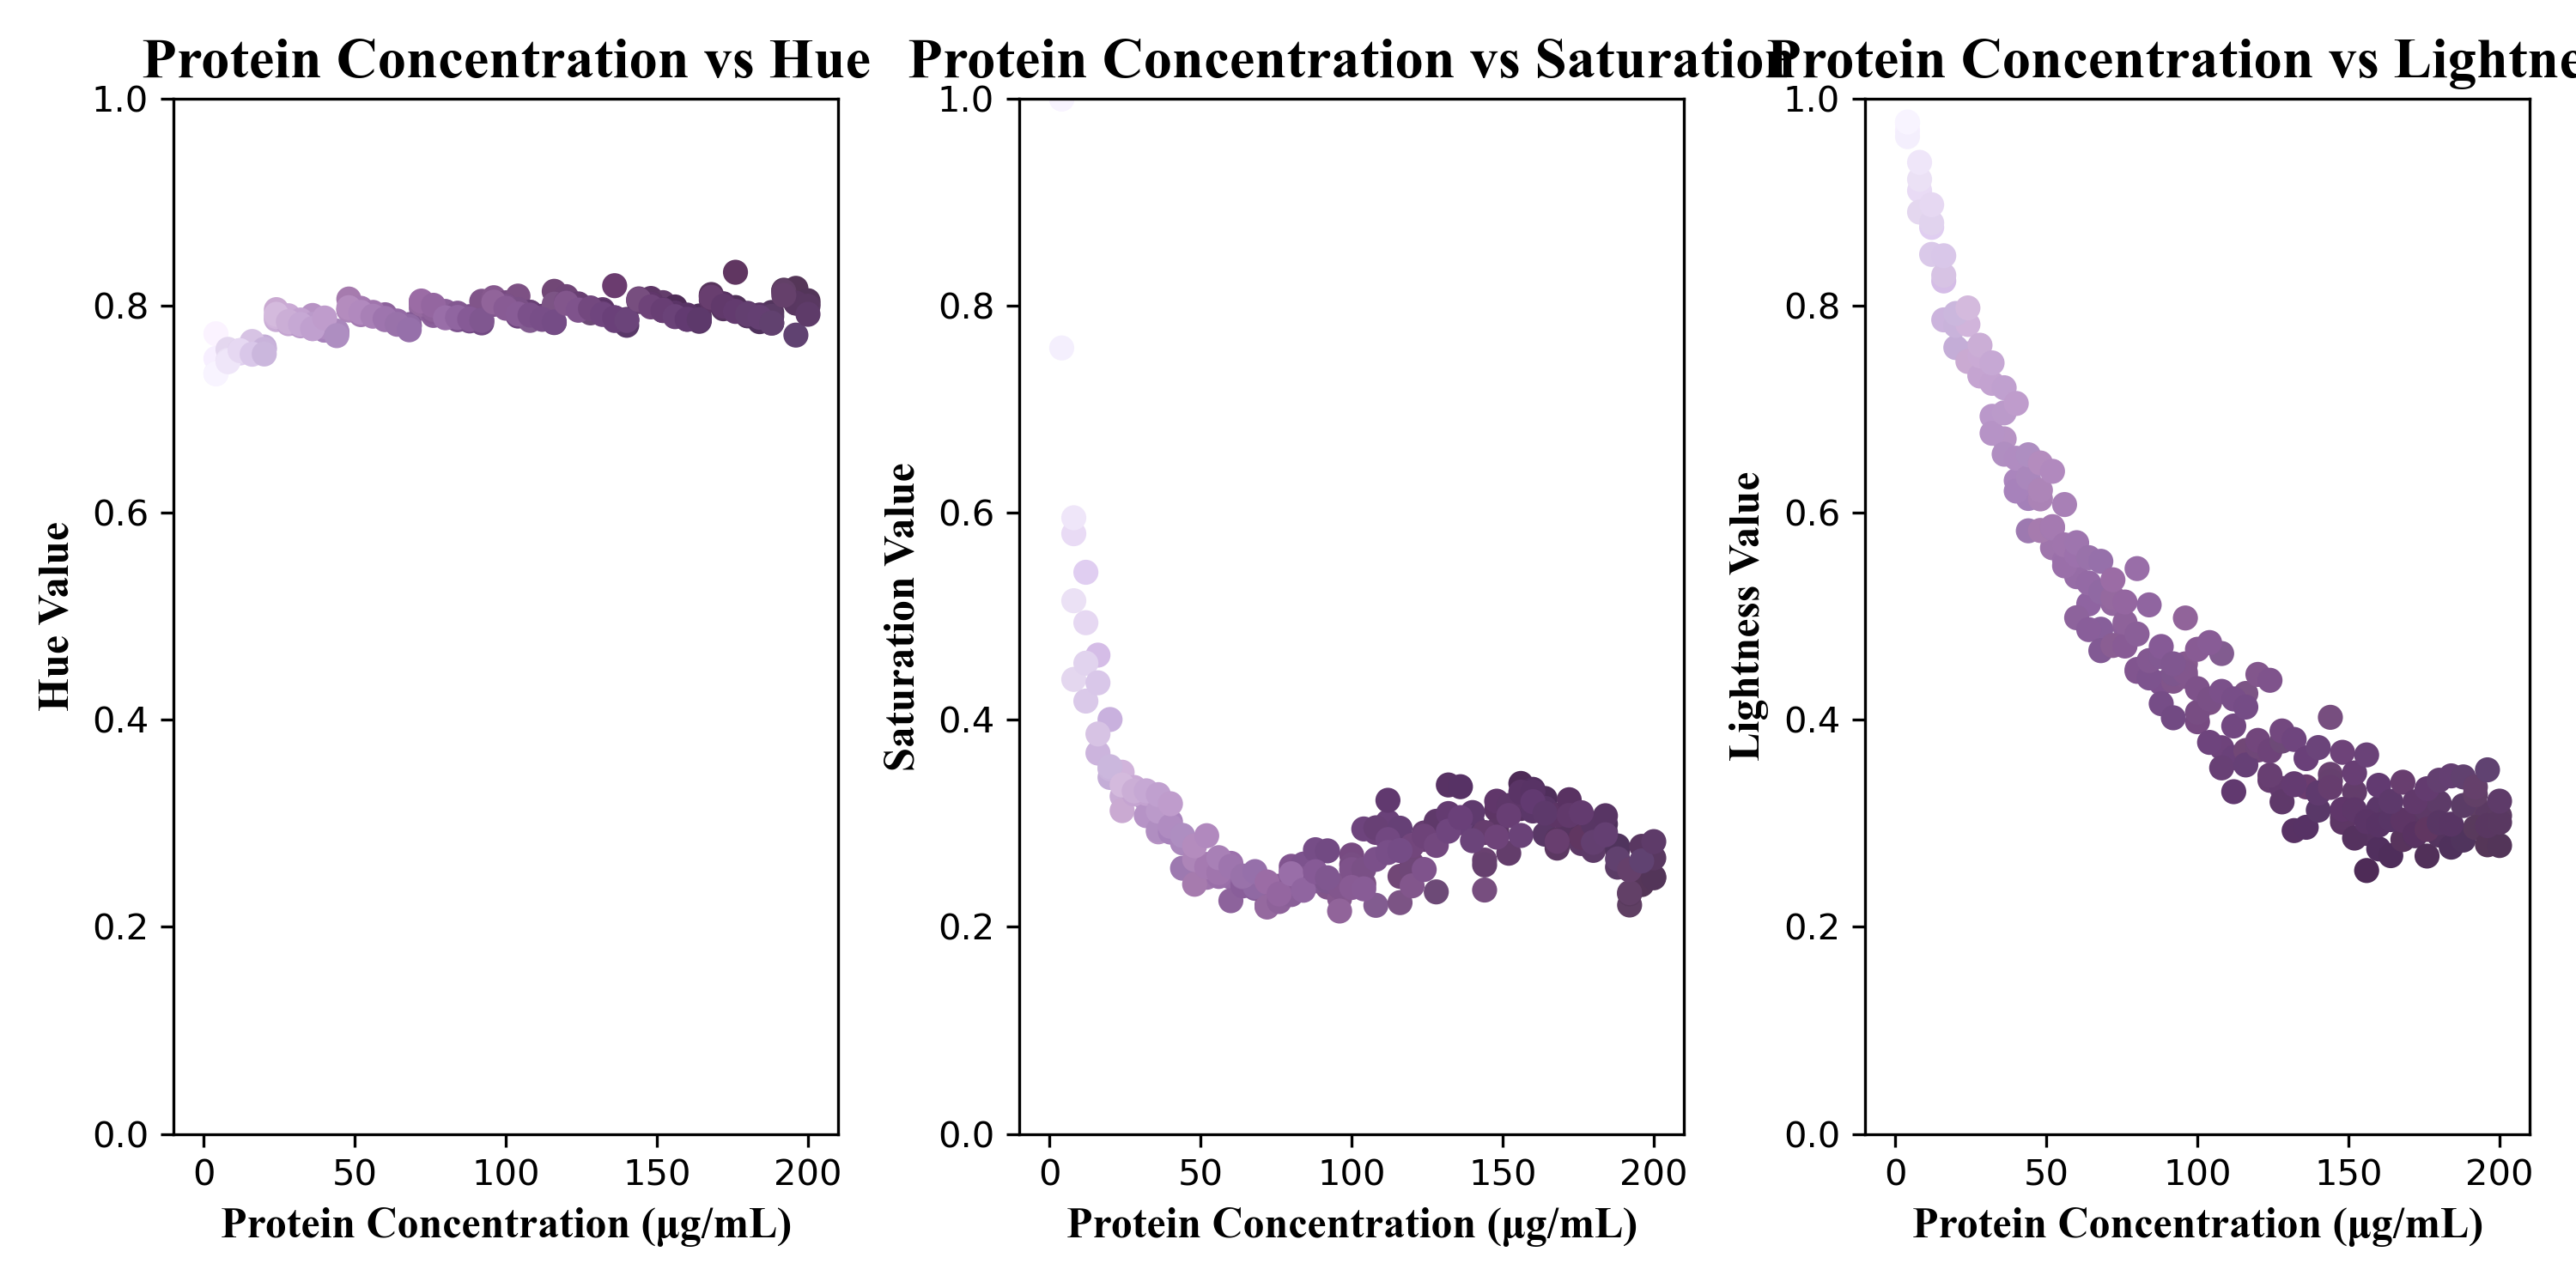 Protein Concentration vs Hue
1.0
0.8
0.6
0.4
0.2
0.0
Hue Value
0 50 100 150 200
Protein Concentration (μg/mL)
Protein Concentration vs Saturation
1.0
0.8
0.6
0.4
0.2
0.0
Saturation Value
0 50 100 150 200
Protein Concentration (μg/mL)
Protein Concentration vs Lightne
1.0
0.8
0.6
0.4
0.2
0.0
Lightness Value
0 50 100 150 200
Protein Concentration (μg/mL)